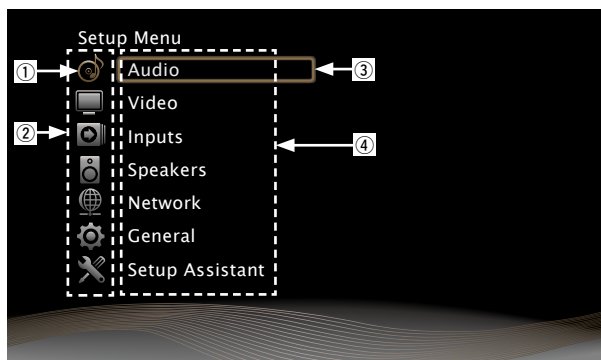 Setup Menu
① Audio ③
Video
② Inputs ④
Speakers
Network
General
Setup Assistant